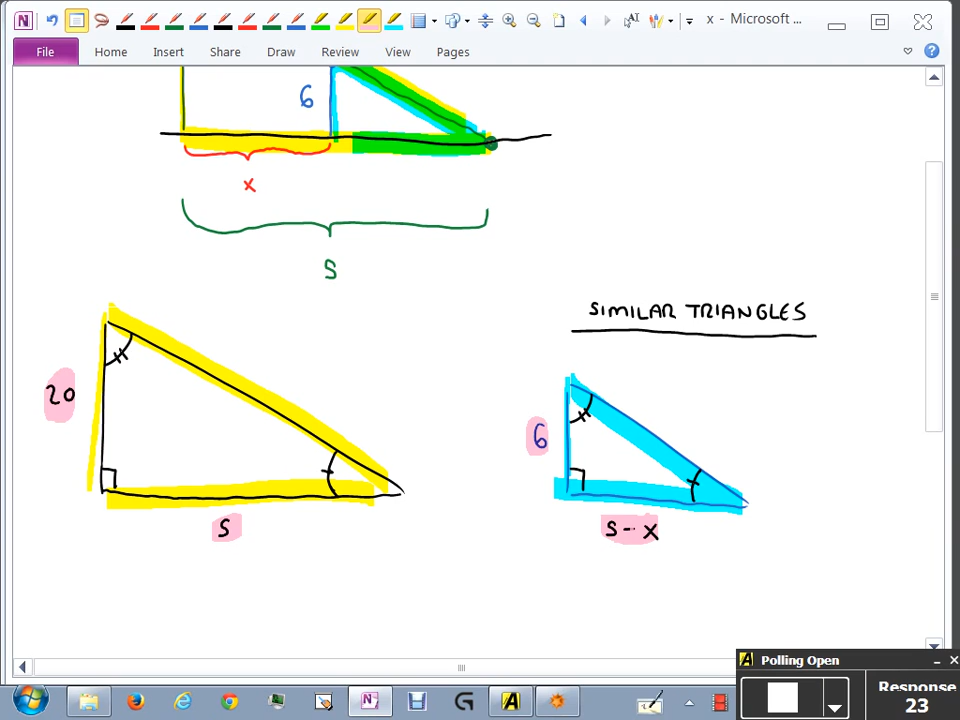 x - Microsoft ...
File Home Insert Share Draw Review View Pages
6
x
S
SIMILAR TRIANGLES
20
6
S
S - x
Polling Open
Response
23